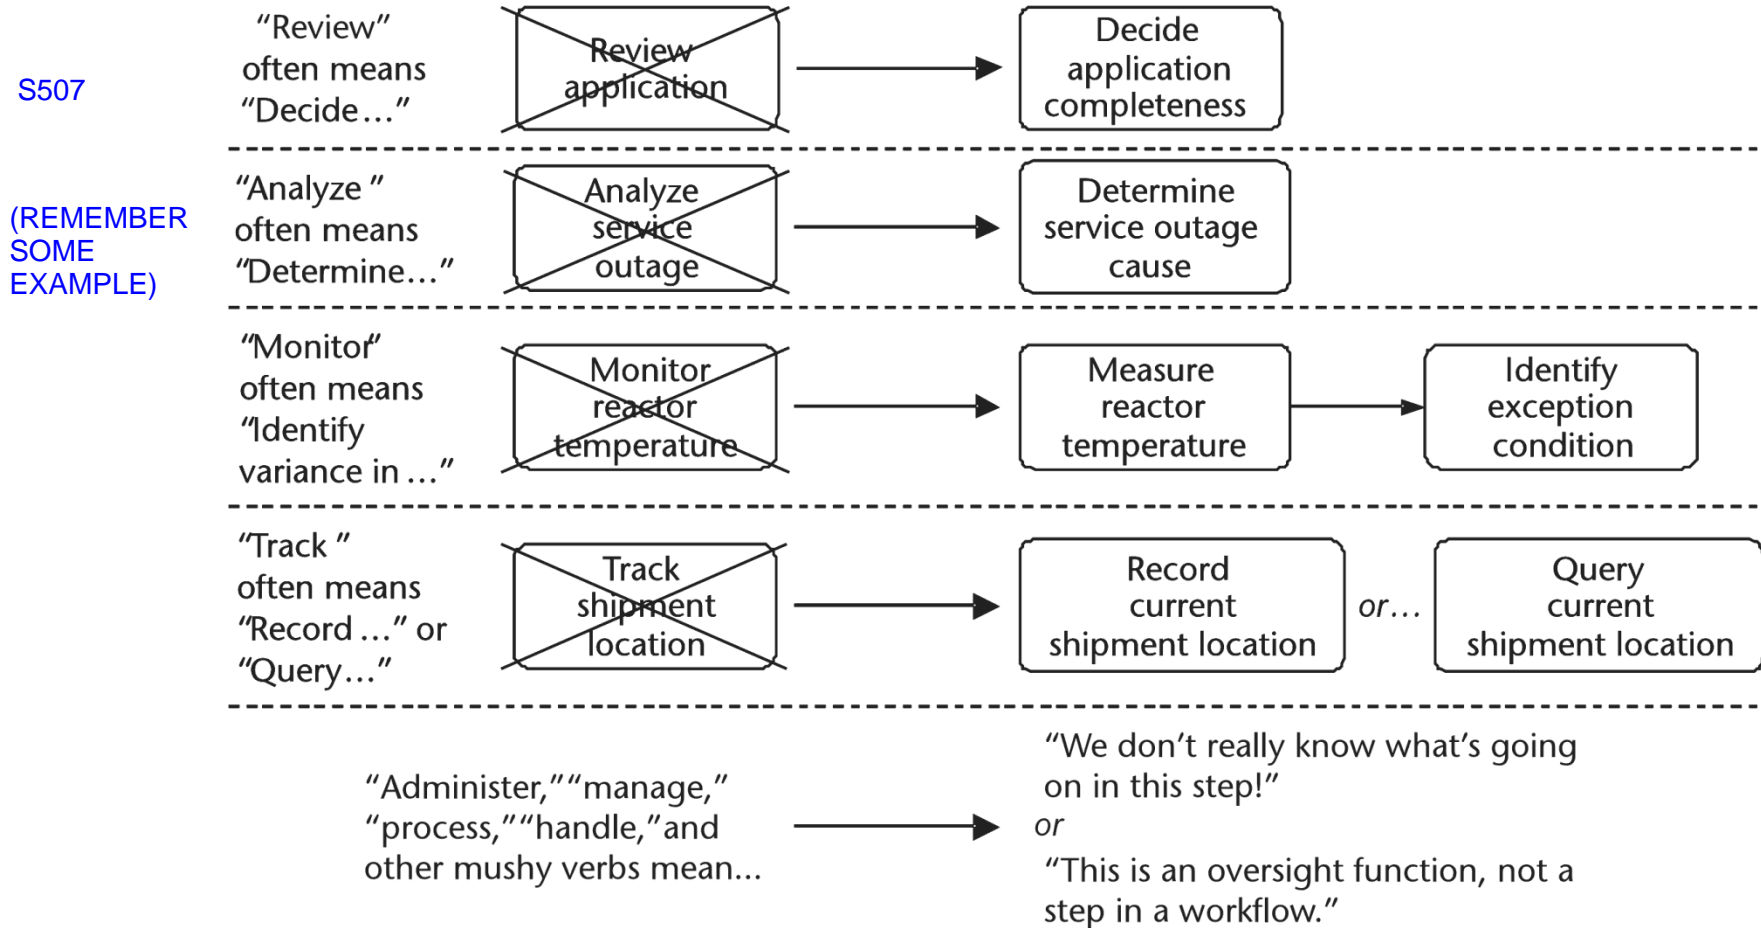 S507
(REMEMBER
SOME
EXAMPLE)
“Review”
often means
“Decide…”
Review
application
Decide
application
completeness
“Analyze ”
often means
“Determine…”
Analyze
service
outage
Determine
service outage
cause
“Monitor”
often means
“Identify
variance in …”
Monitor
reactor
temperature
Measure
reactor
temperature
Identify
exception
condition
“Track ”
often means
“Record …” or
“Query…”
Track
shipment
location
Record
current
shipment location
or…
Query
current
shipment location
“Administer,” “manage,”
“process,” “handle,” and
other mushy verbs mean…
“We don’t really know what’s going
on in this step!”
or
“This is an oversight function, not a
step in a workflow.”